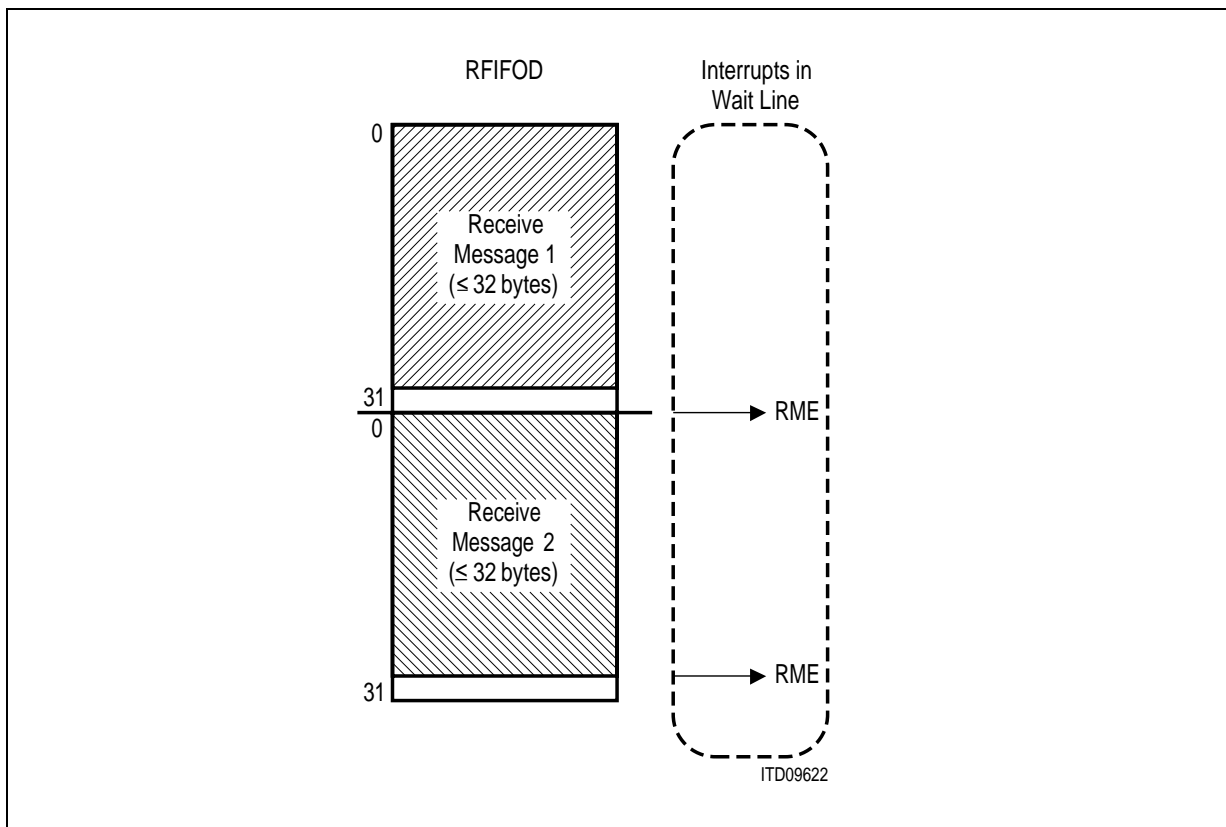 RFIFOD
Interrupts in
Wait Line
0
Receive
Message 1
(≤ 32 bytes)
31
0
RME
Receive
Message 2
(≤ 32 bytes)
RME
31
ITD09622